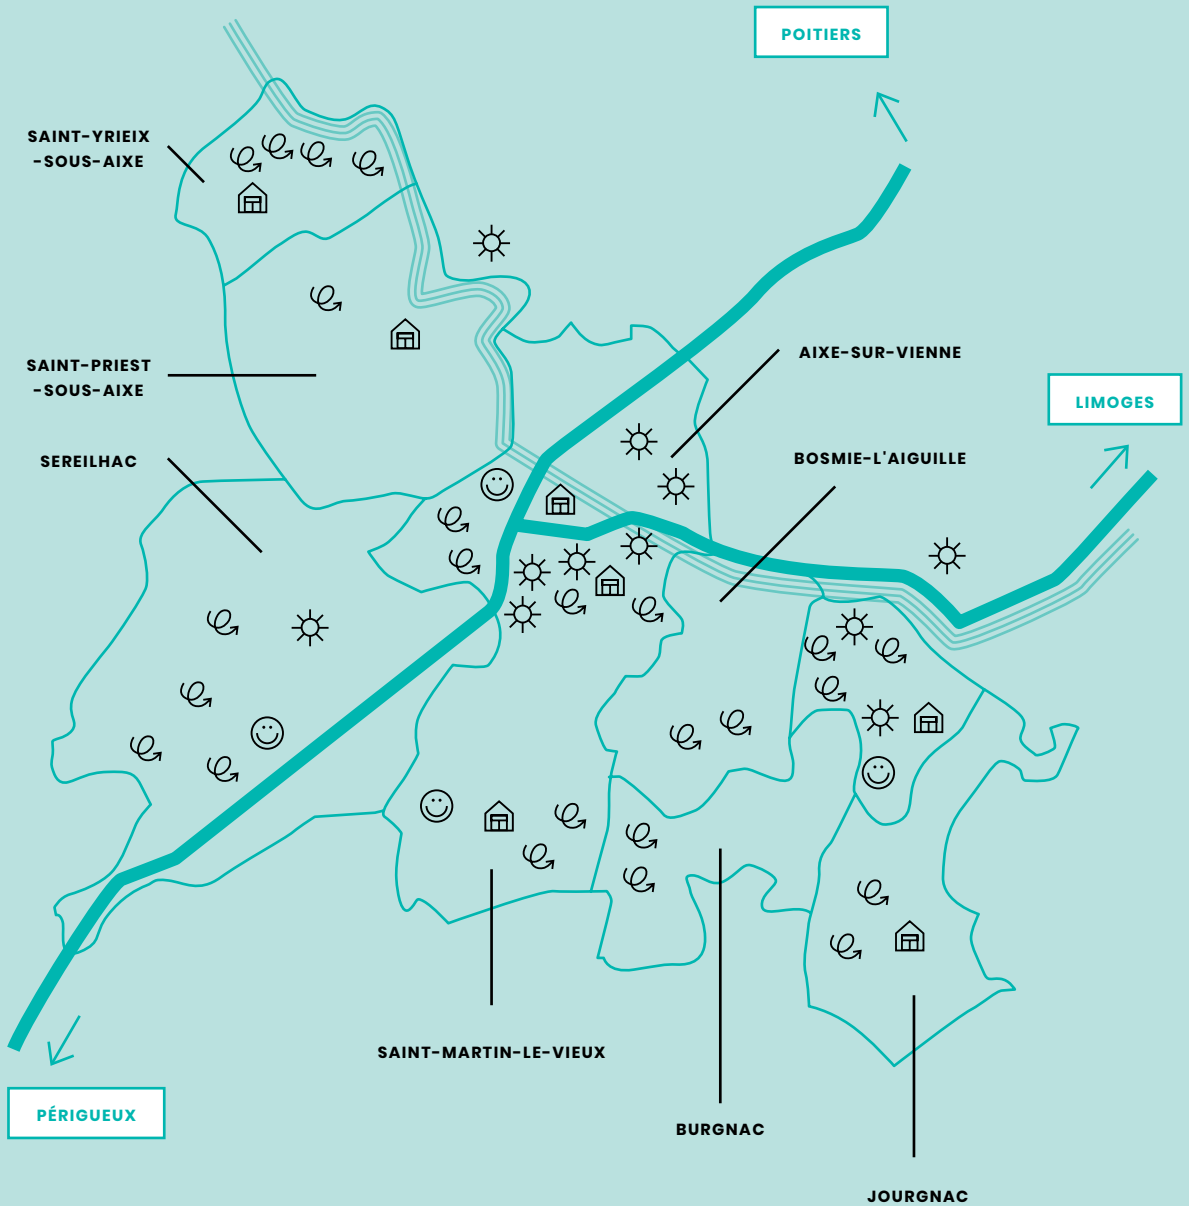 POITIERS
SAINT-YRIEIX
-SOUS-AIXE
SAINT-PRIEST
-SOUS-AIXE
AIXE-SUR-VIENNE
LIMOGES
SEREILHAC
BOSMIE-L'AIGUILLE
SAINT-MARTIN-LE-VIEUX
PÉRIGUEUX
BURGNAC
JOURGNAC